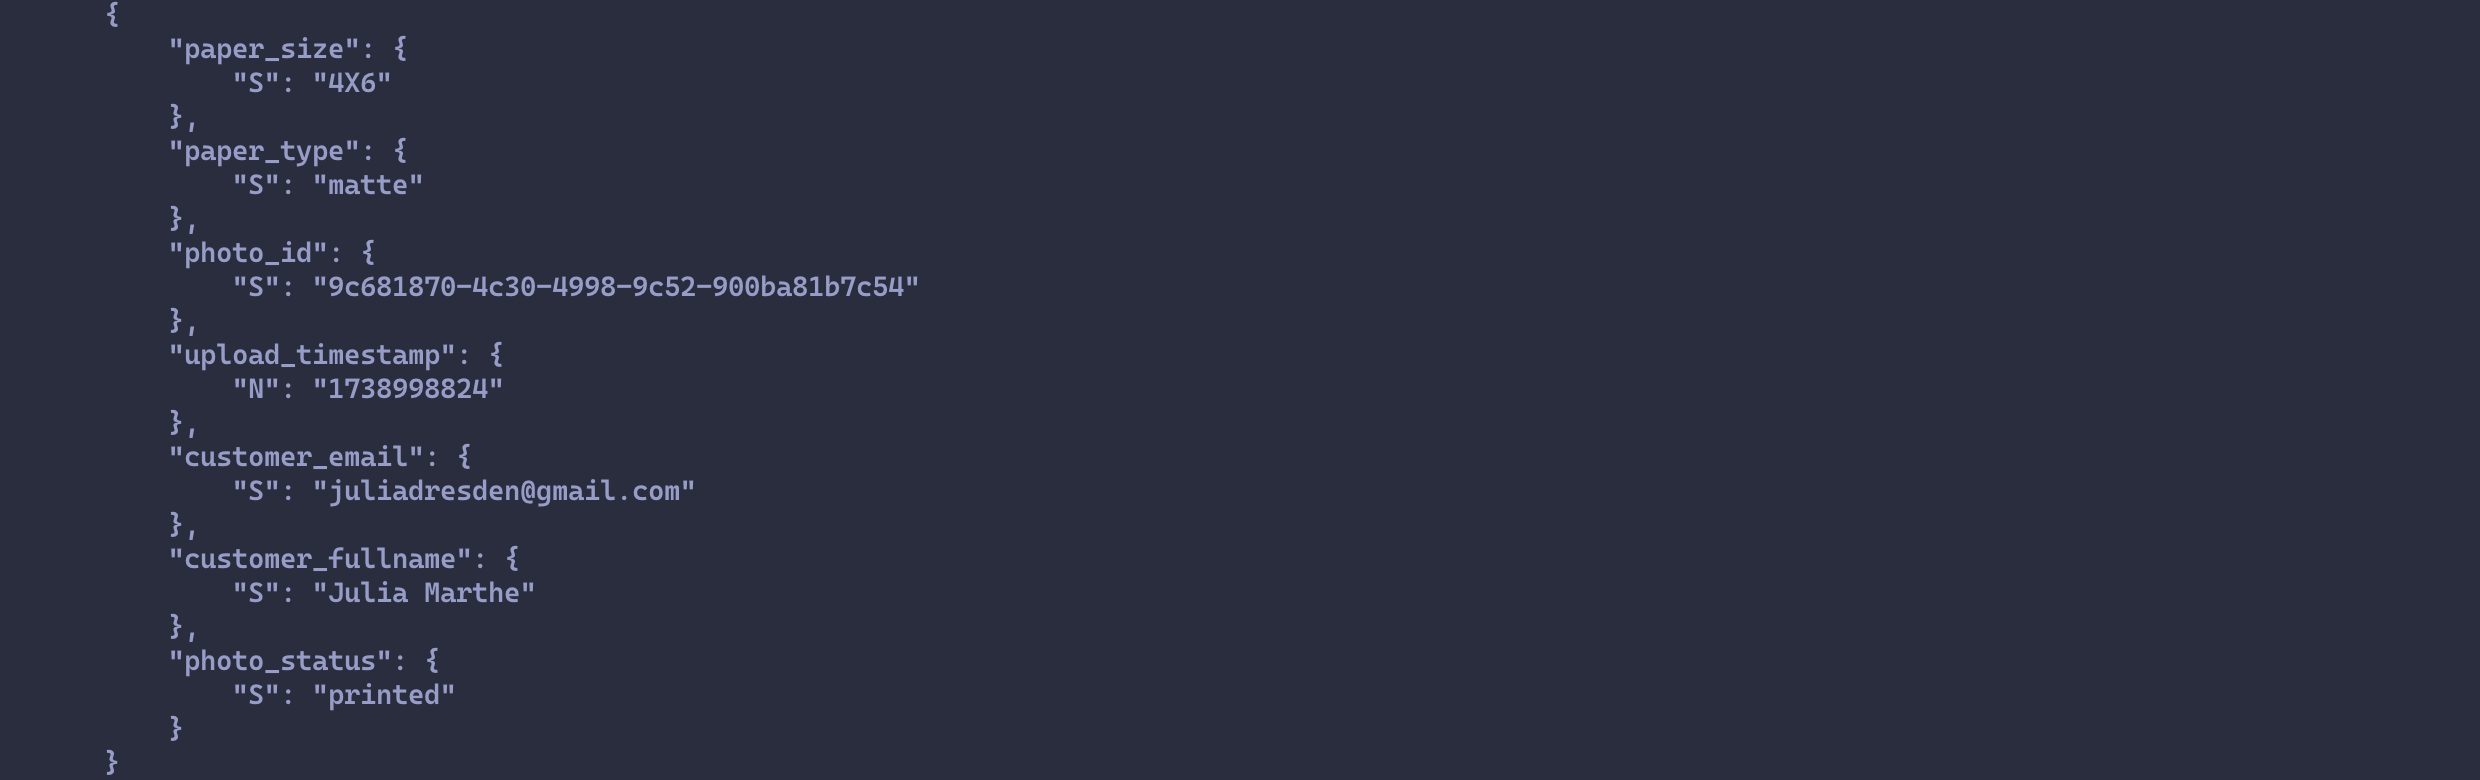 {
    "paper_size": {
        "S": "4X6"
    },
    "paper_type": {
        "S": "matte"
    },
    "photo_id": {
        "S": "9c681870-4c30-4998-9c52-900ba81b7c54"
    },
    "upload_timestamp": {
        "N": "1738998824"
    },
    "customer_email": {
        "S": "juliadresden@gmail.com"
    },
    "customer_fullname": {
        "S": "Julia Marthe"
    },
    "photo_status": {
        "S": "printed"
    }
}